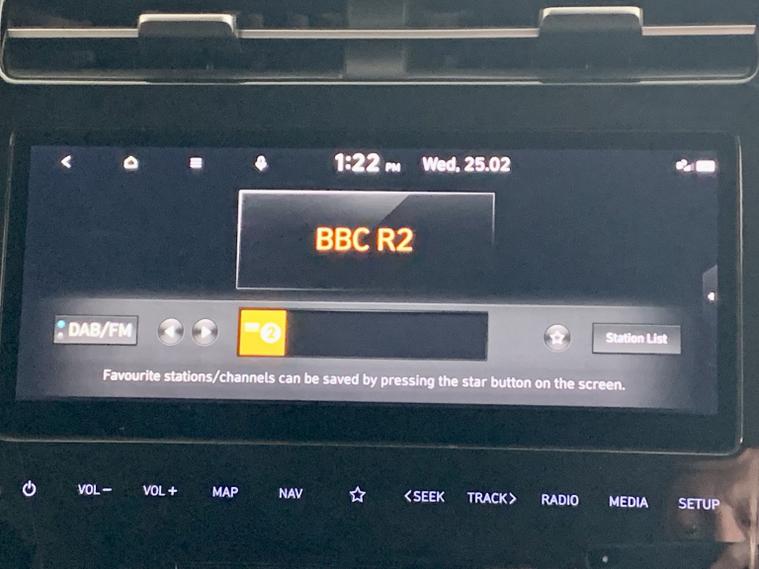 1:22 PM Wed, 25.02
BBC R2
DAB/FM
2
Station List
Favourite stations/channels can be saved by pressing the star button on the screen.
VOL− VOL+ MAP NAV <SEEK TRACK> RADIO MEDIA SETUP